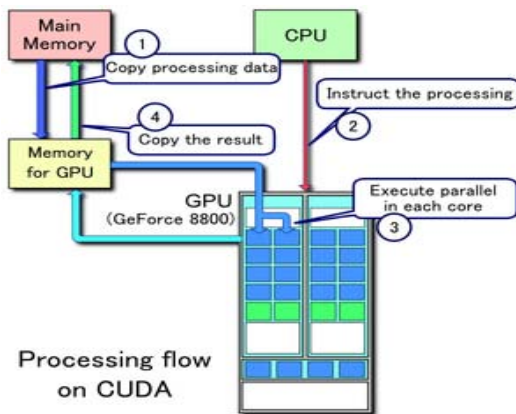 Main
Memory
CPU
1
Copy processing data
Instruct the processing
2
4
Copy the result
Memory
for GPU
GPU
(GeForce 8800)
Execute parallel
in each core
3
Processing flow
on CUDA